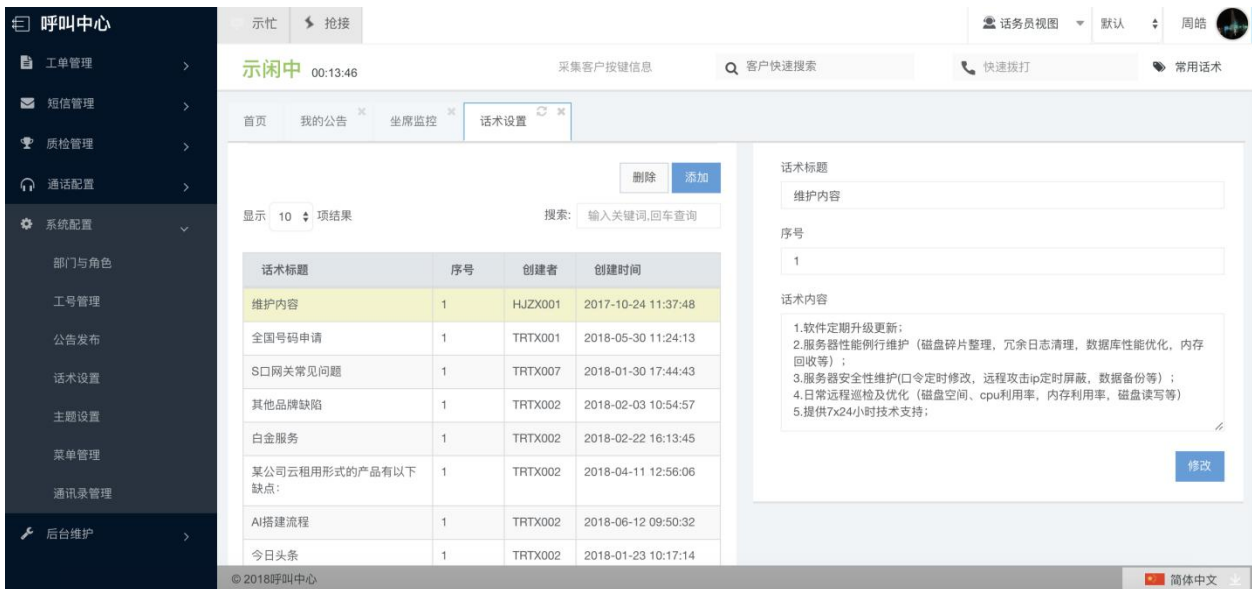 呼叫中心
示忙 抢接 话务员视图 默认 周皓
工单管理
短信管理
质检管理
通话配置
系统配置
部门与角色
工号管理
公告发布
话术设置
主题设置
菜单管理
通讯录管理
后台维护
示闲中 00:13:46 采集客户按键信息 客户快速搜索 快速拨打 常用话术
首页 我的公告 坐席监控 话术设置
删除 添加
显示 10 项结果 搜索: 输入关键词,回车查询
话术标题 序号 创建者 创建时间
维护内容 1 HJZX001 2017-10-24 11:37:48
全国号码申请 1 TRTX001 2018-05-30 11:24:13
S口网关常见问题 1 TRTX007 2018-01-30 17:44:43
其他品牌缺陷 1 TRTX002 2018-02-03 10:54:57
白金服务 1 TRTX002 2018-02-22 16:13:45
某公司云租用形式的产品有以下 1 TRTX002 2018-04-11 12:56:06
缺点:
AI搭建流程 1 TRTX002 2018-06-12 09:50:32
今日头条 1 TRTX002 2018-01-23 10:17:14
话术标题
维护内容
序号
1
话术内容
1.软件定期升级更新;
2.服务器性能例行维护（磁盘碎片整理，冗余日志清理，数据库性能优化，内存
回收等）;
3.服务器安全性维护(口令定时修改，远程攻击ip定时屏蔽，数据备份等）;
4.日常远程巡检及优化（磁盘空间、cpu利用率，内存利用率，磁盘读写等）
5.提供7x24小时技术支持;
修改
© 2018呼叫中心
简体中文